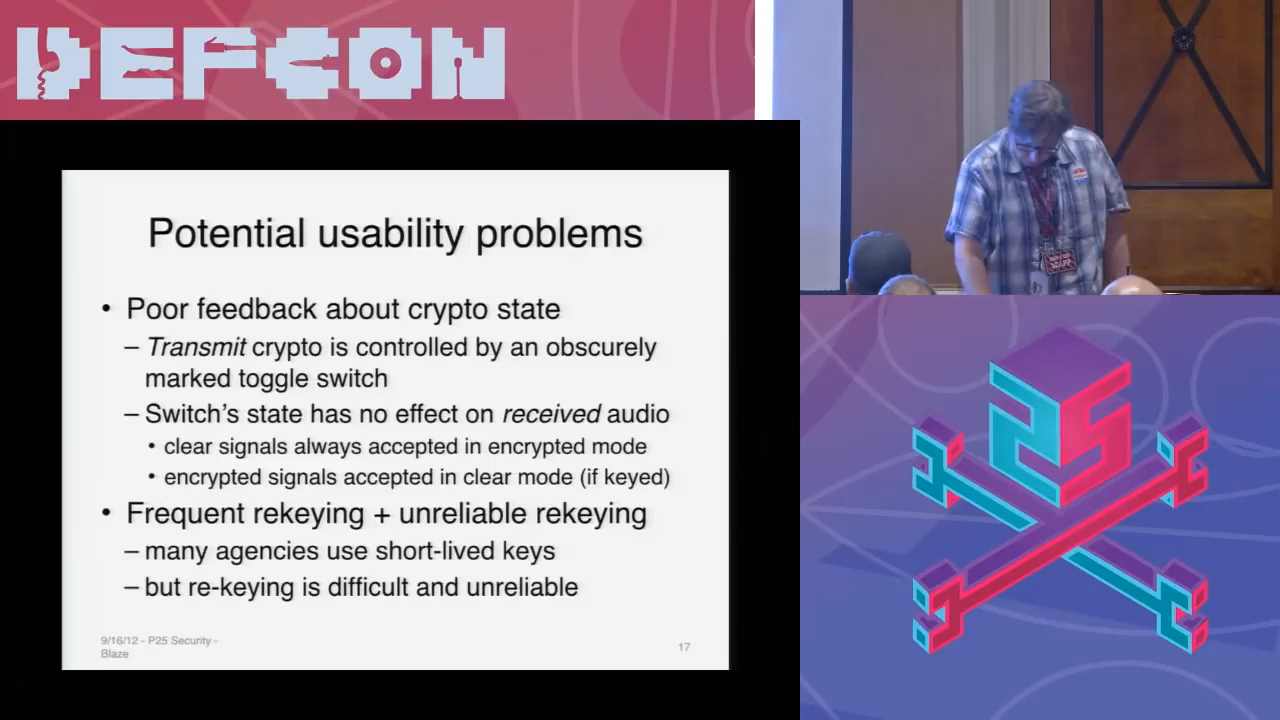 DEFCON
Potential usability problems
• Poor feedback about crypto state
– Transmit crypto is controlled by an obscurely
marked toggle switch
– Switch's state has no effect on received audio
• clear signals always accepted in encrypted mode
• encrypted signals accepted in clear mode (if keyed)
• Frequent rekeying + unreliable rekeying
– many agencies use short-lived keys
– but re-keying is difficult and unreliable
9/16/12 - P25 Security -
Blaze
17
25